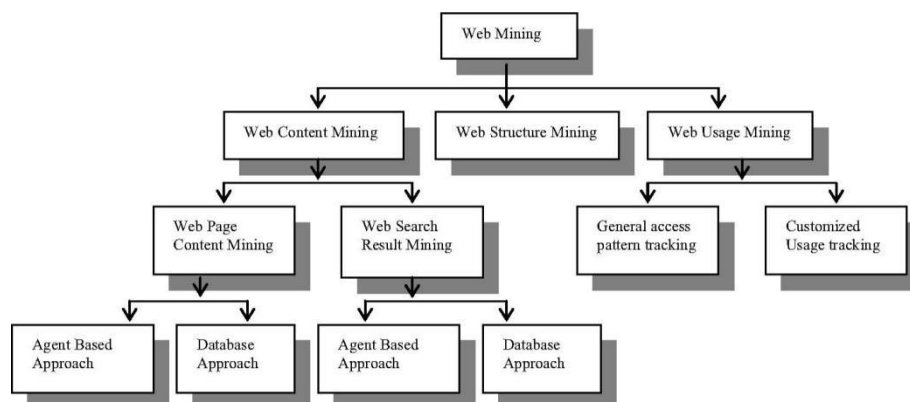 Web Mining
Web Content Mining
Web Structure Mining
Web Usage Mining
Web Page
Content Mining
Web Search
Result Mining
General access
pattern tracking
Customized
Usage tracking
Agent Based
Approach
Database
Approach
Agent Based
Approach
Database
Approach